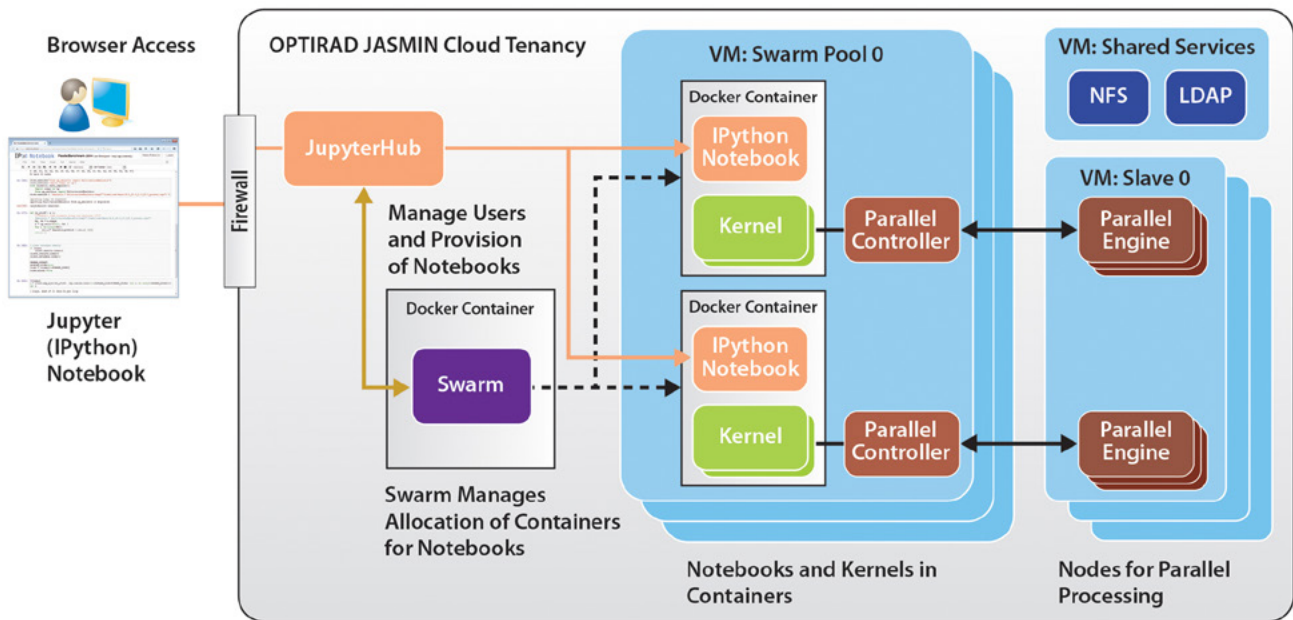 Browser Access
IP[y]: Notebook
Jupyter
(IPython)
Notebook
Firewall
OPTIRAD JASMIN Cloud Tenancy
JupyterHub
Manage Users
and Provision
of Notebooks
Docker Container
Swarm
Swarm Manages
Allocation of Containers
for Notebooks
VM: Swarm Pool 0
Docker Container
IPython
Notebook
Kernel
Parallel
Controller
Docker Container
IPython
Notebook
Kernel
Parallel
Controller
Notebooks and Kernels in
Containers
VM: Shared Services
NFS
LDAP
VM: Slave 0
Parallel
Engine
Parallel
Engine
Nodes for Parallel
Processing